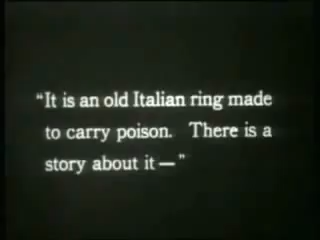 "It is an old Italian ring made
to carry poison. There is a
story about it—"